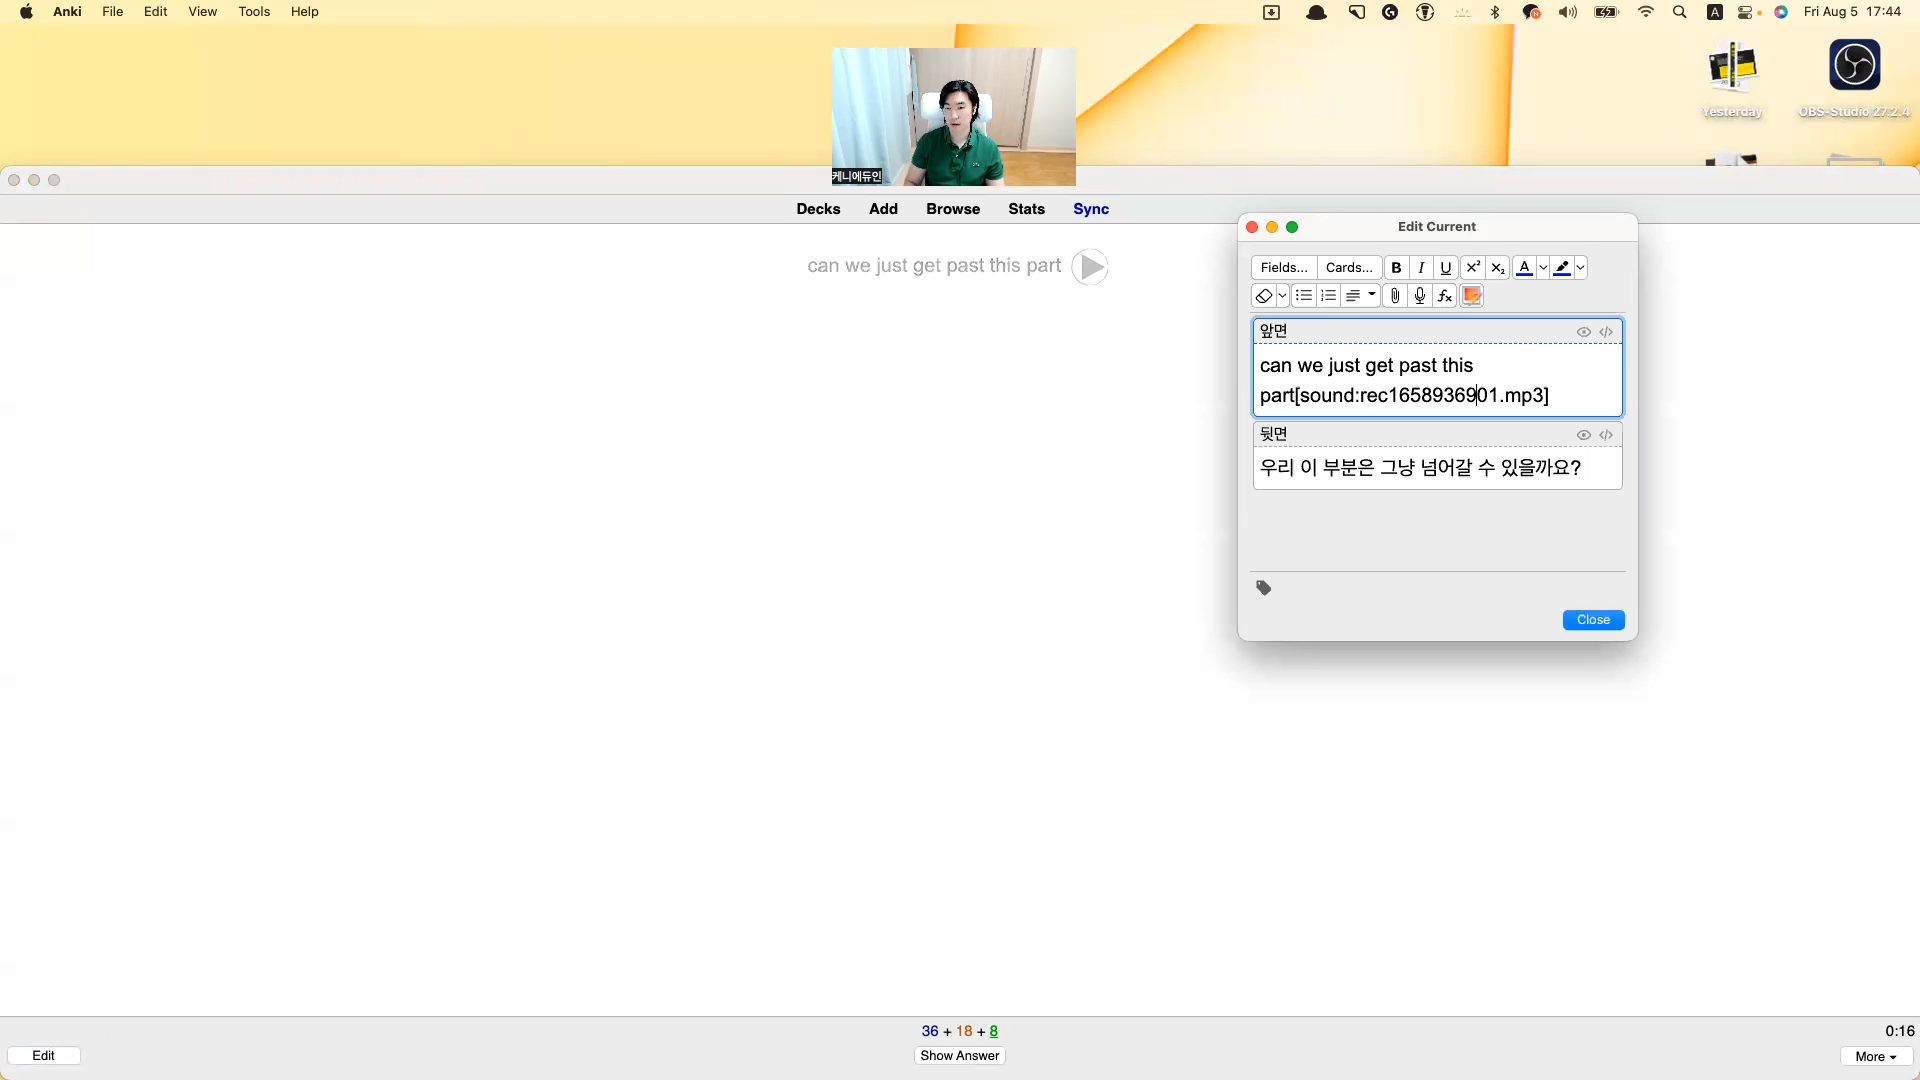 Anki File Edit View Tools Help
A Fri Aug 5 17:44
Yesterday
OBS-Studio 27.2.4
케니에듀인
Decks Add Browse Stats Sync
can we just get past this part
Edit Current
Fields... Cards... B I U X² X₂ A
fx
앞면
can we just get past this
part[sound:rec1658936901.mp3]
뒷면
우리 이 부분은 그냥 넘어갈 수 있을까요?
Close
36 + 18 + 8
0:16
Edit
Show Answer
More